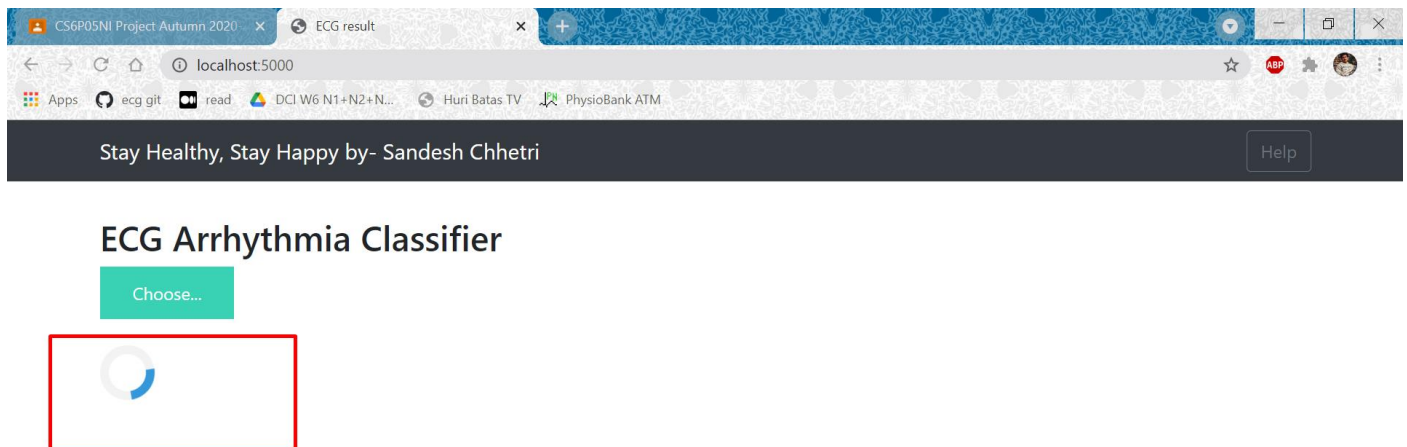 CS6P05NI Project Autumn 2020
ECG result
localhost:5000
ABP
Apps ecg git read DCI W6 N1+N2+N... Huri Batas TV PhysioBank ATM
Stay Healthy, Stay Happy by- Sandesh Chhetri
Help
ECG Arrhythmia Classifier
Choose...